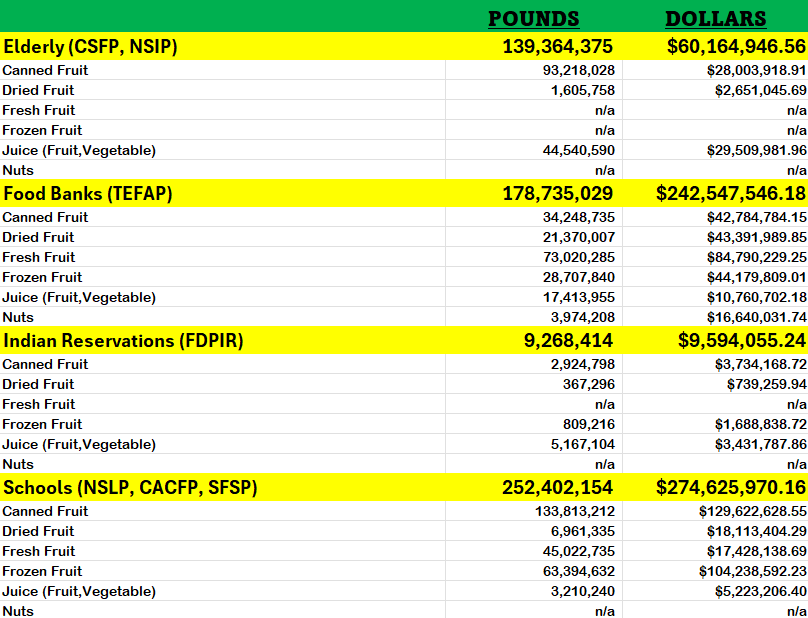 POUNDS DOLLARS
Elderly (CSFP, NSIP) 139,364,375 $60,164,946.56
Canned Fruit 93,218,028 $28,003,918.91
Dried Fruit 1,605,758 $2,651,045.69
Fresh Fruit n/a n/a
Frozen Fruit n/a n/a
Juice (Fruit,Vegetable) 44,540,590 $29,509,981.96
Nuts n/a n/a
Food Banks (TEFAP) 178,735,029 $242,547,546.18
Canned Fruit 34,248,735 $42,784,784.15
Dried Fruit 21,370,007 $43,391,989.85
Fresh Fruit 73,020,285 $84,790,229.25
Frozen Fruit 28,707,840 $44,179,809.01
Juice (Fruit,Vegetable) 17,413,955 $10,760,702.18
Nuts 3,974,208 $16,640,031.74
Indian Reservations (FDPIR) 9,268,414 $9,594,055.24
Canned Fruit 2,924,798 $3,734,168.72
Dried Fruit 367,296 $739,259.94
Fresh Fruit n/a n/a
Frozen Fruit 809,216 $1,688,838.72
Juice (Fruit,Vegetable) 5,167,104 $3,431,787.86
Nuts n/a n/a
Schools (NSLP, CACFP, SFSP) 252,402,154 $274,625,970.16
Canned Fruit 133,813,212 $129,622,628.55
Dried Fruit 6,961,335 $18,113,404.29
Fresh Fruit 45,022,735 $17,428,138.69
Frozen Fruit 63,394,632 $104,238,592.23
Juice (Fruit,Vegetable) 3,210,240 $5,223,206.40
Nuts n/a n/a